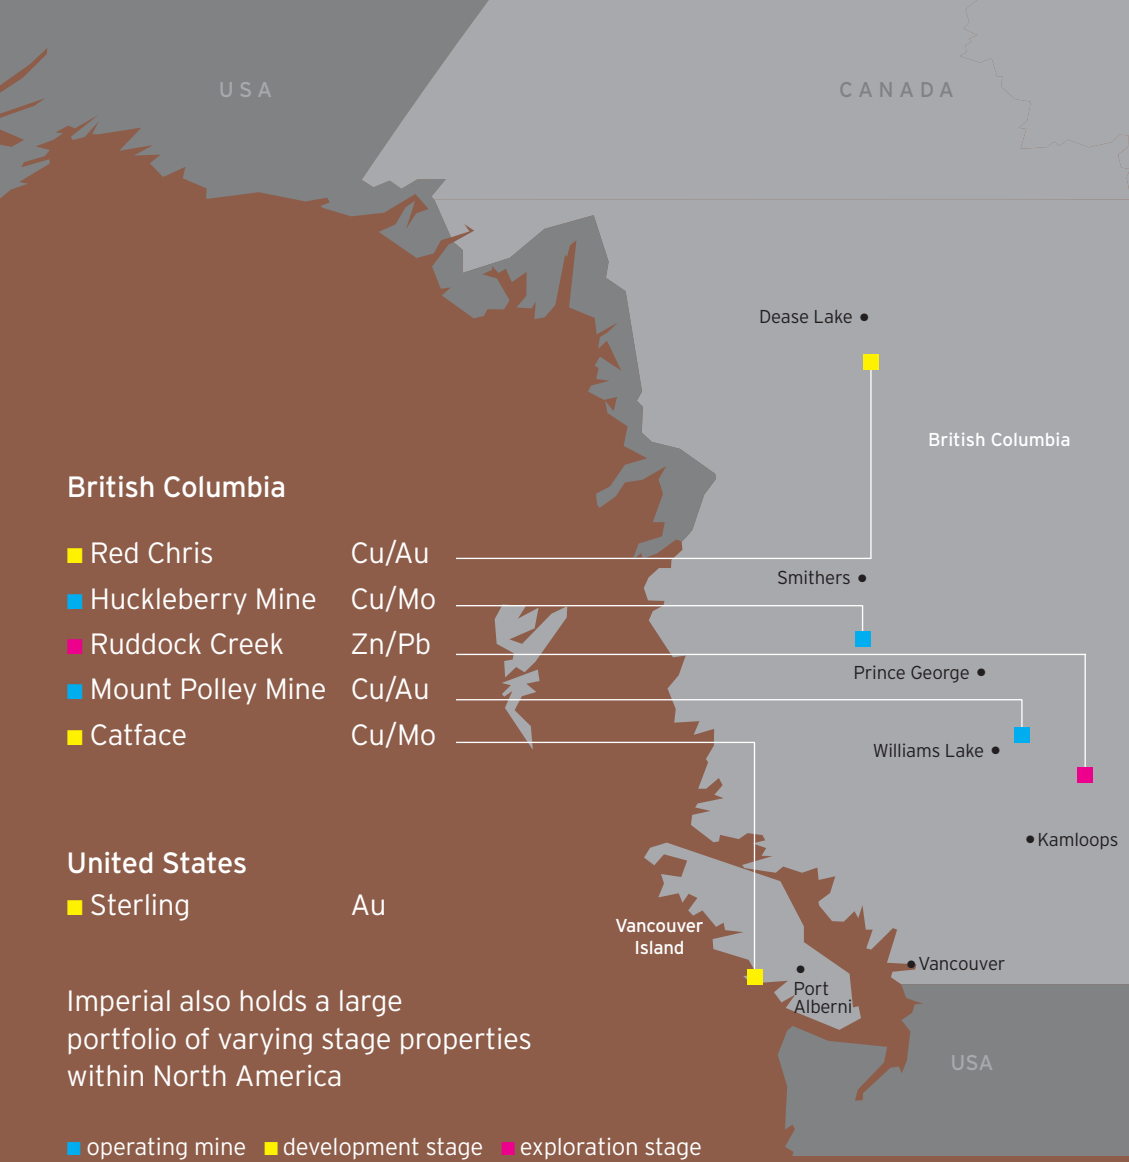 USA
CANADA
Dease Lake
British Columbia
British Columbia
Red Chris Cu/Au
Smithers
Huckleberry Mine Cu/Mo
Ruddock Creek Zn/Pb
Prince George
Mount Polley Mine Cu/Au
Catface Cu/Mo
Williams Lake
Kamloops
United States
Sterling Au
Vancouver
Island
Vancouver
Port
Alberni
Imperial also holds a large
portfolio of varying stage properties
within North America
USA
operating mine development stage exploration stage